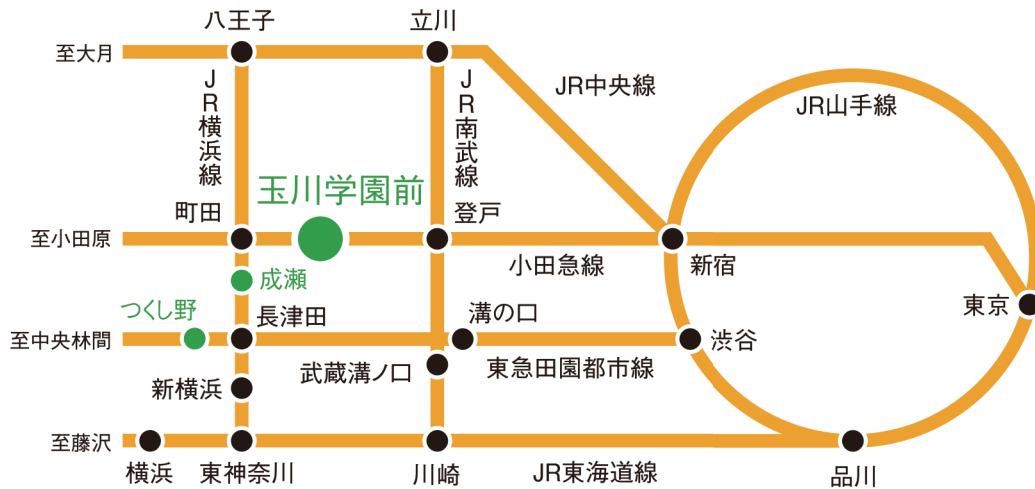 八王子
立川
至大月
JR横浜線
JR南武線
JR中央線
JR山手線
玉川学園前
町田
登戸
至小田原
小田急線
新宿
成瀬
東京
つくし野
長津田
溝の口
至中央林間
武蔵溝ノ口
東急田園都市線
渋谷
新横浜
至藤沢
横浜
東神奈川
川崎
JR東海道線
品川